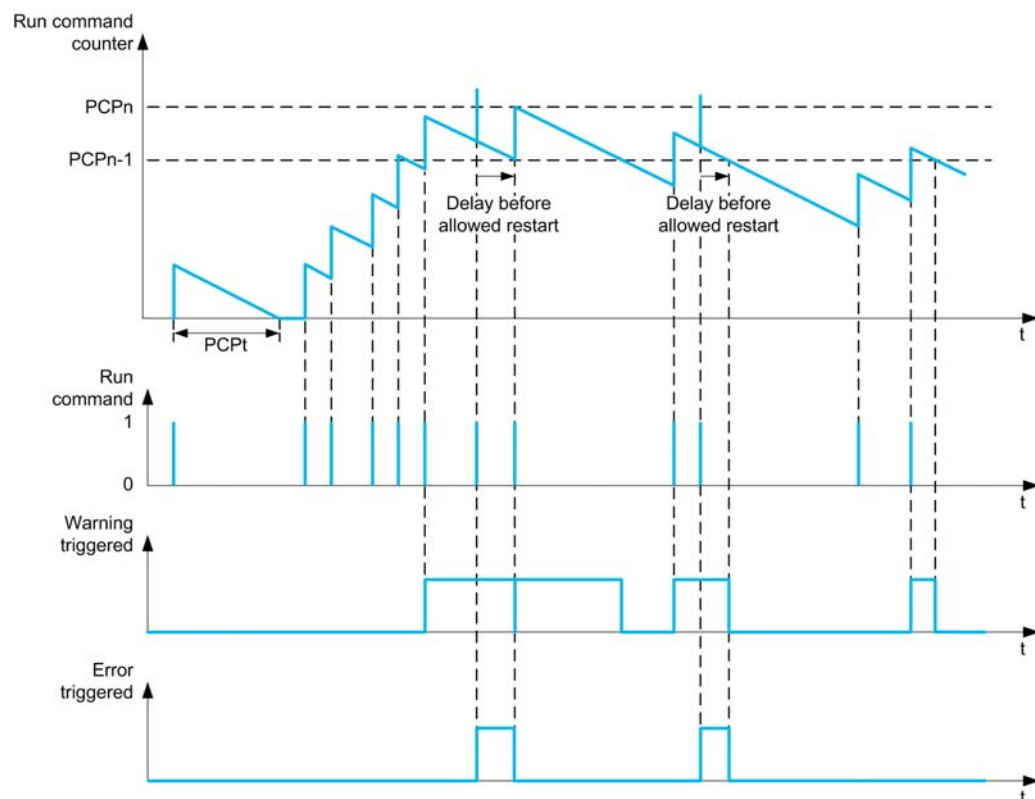 Run command
counter
PCPn
PCPn-1
Delay before
allowed restart
Delay before
allowed restart
PCPt
t
Run
command
1
0
t
Warning
triggered
t
Error
triggered
t